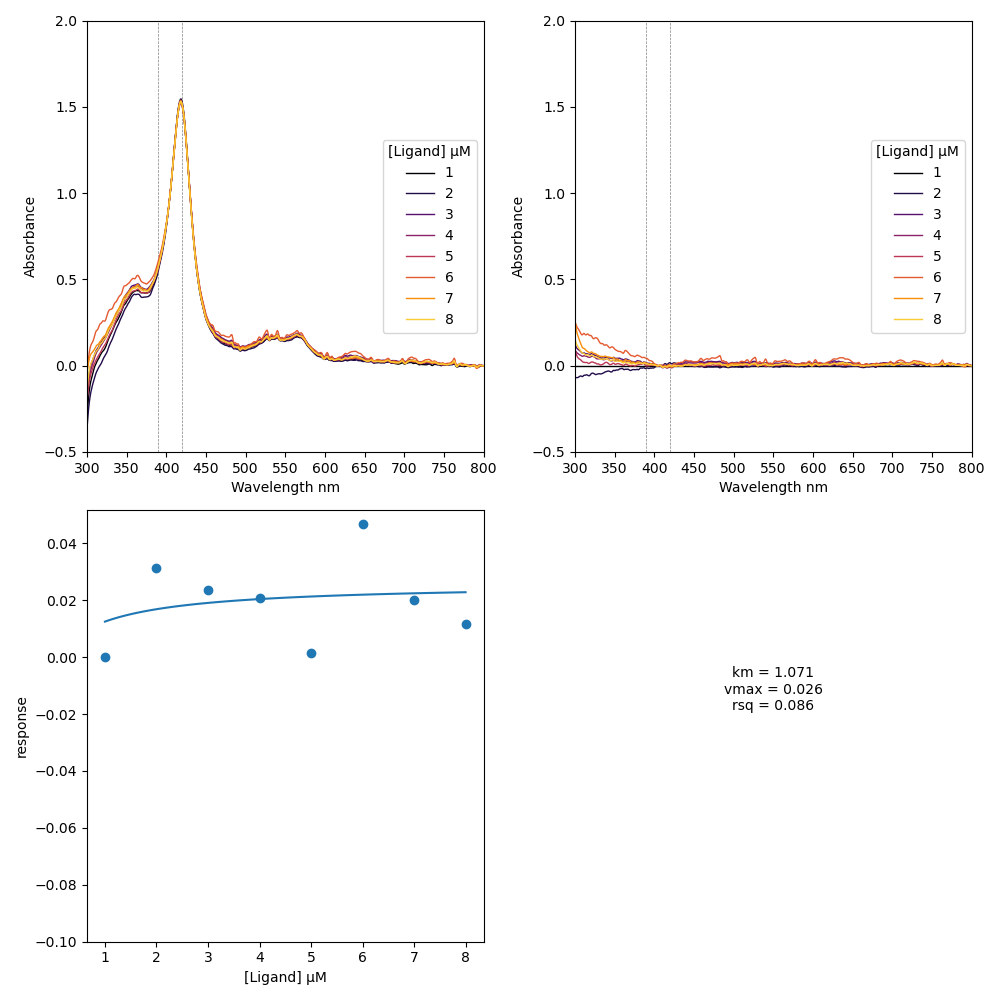 2.0
1.5
1.0
0.5
0.0
−0.5
Absorbance
300 350 400 450 500 550 600 650 700 750 800
Wavelength nm
[Ligand] μM
1
2
3
4
5
6
7
8
2.0
1.5
1.0
0.5
0.0
−0.5
Absorbance
300 350 400 450 500 550 600 650 700 750 800
Wavelength nm
[Ligand] μM
1
2
3
4
5
6
7
8
0.04
0.02
0.00
−0.02
−0.04
−0.06
−0.08
−0.10
response
1 2 3 4 5 6 7 8
[Ligand] μM
km = 1.071
vmax = 0.026
rsq = 0.086